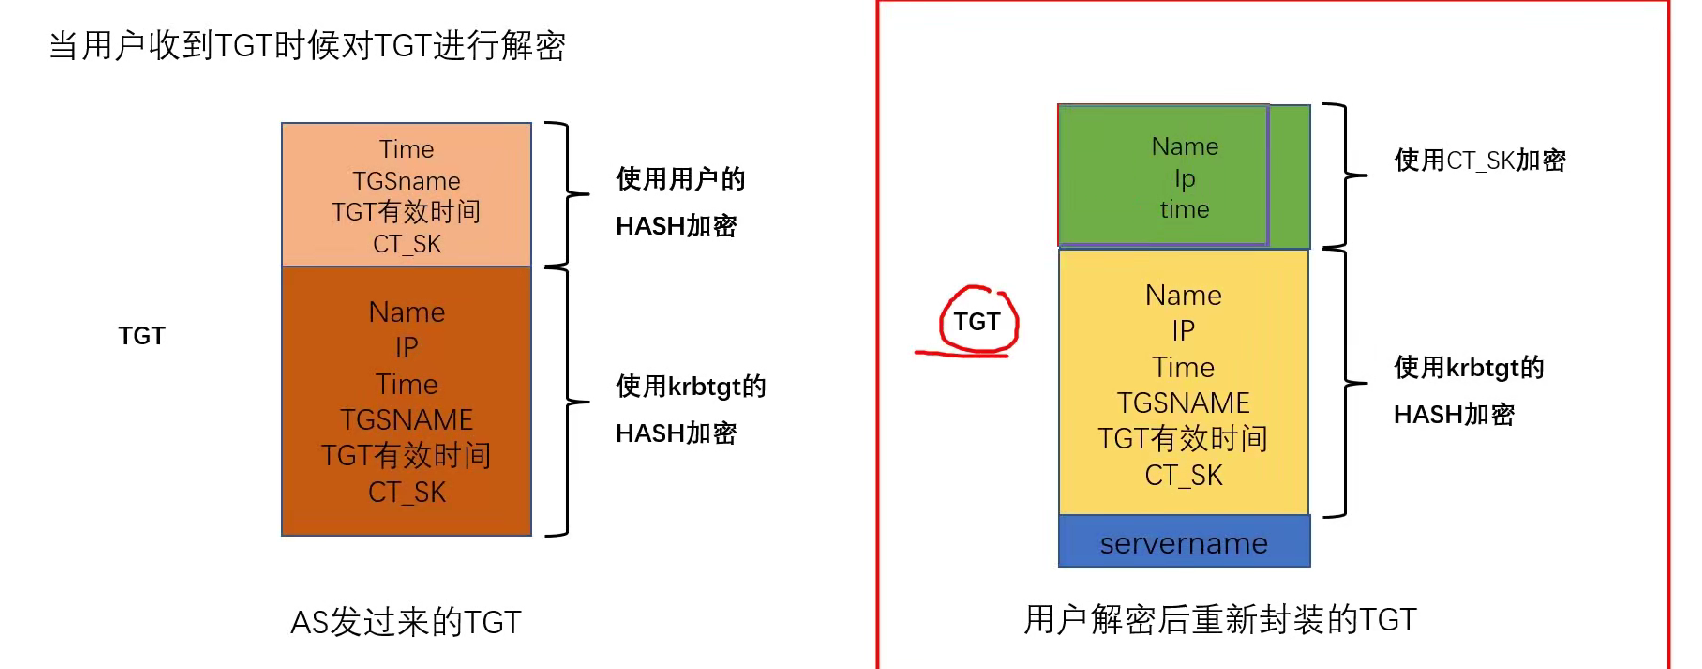 当用户收到TGT时候对TGT进行解密
Time
TGSname
TGT有效时间
CT_SK
使用用户的
HASH加密
TGT
Name
IP
Time
TGSNAME
TGT有效时间
CT_SK
使用krbtgt的
HASH加密
AS发过来的TGT
Name
Ip
time
使用CT_SK加密
TGT
Name
IP
Time
TGSNAME
TGT有效时间
CT_SK
使用krbtgt的
HASH加密
servername
用户解密后重新封装的TGT